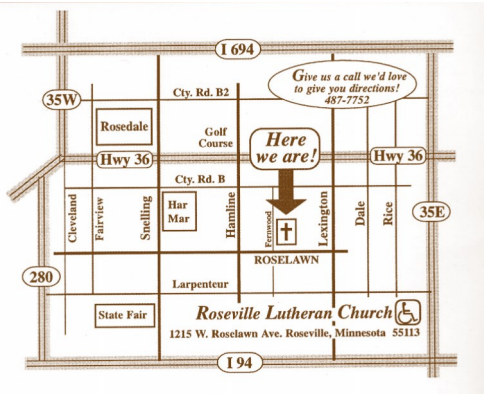 I 694
Give us a call we'd love
to give you directions!
487-7752
35W
Cty. Rd. B2
Rosedale
Golf
Course
Here
we are!
Hwy 36
Hwy 36
Cty. Rd. B
Cleveland
Fairview
Snelling
Har
Mar
Hamline
Fernwood
Lexington
Dale
Rice
35E
ROSELAWN
280
Larpenteur
State Fair
Roseville Lutheran Church
1215 W. Roselawn Ave. Roseville, Minnesota 55113
I 94